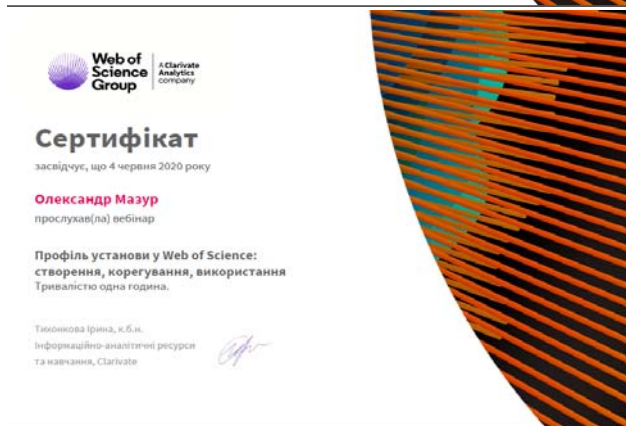 Web of
Science
Group
A Clarivate
Analytics
company
Сертифікат
засвідчує, що 4 червня 2020 року
Олександр Мазур
прослухав(ла) вебінар
Профіль установи у Web of Science:
створення, корегування, використання
Тривалістю одна година.
Тихонкова Ірина, к.б.н.
Інформаційно-аналітичні ресурси
та навчання, Clarivate